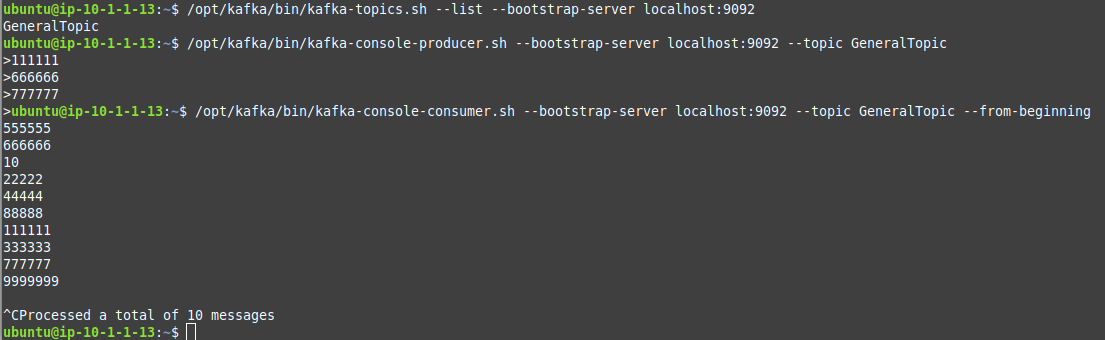 ubuntu@ip-10-1-1-13:~$ /opt/kafka/bin/kafka-topics.sh --list --bootstrap-server localhost:9092
GeneralTopic
ubuntu@ip-10-1-1-13:~$ /opt/kafka/bin/kafka-console-producer.sh --bootstrap-server localhost:9092 --topic GeneralTopic
>111111
>666666
>777777
>ubuntu@ip-10-1-1-13:~$ /opt/kafka/bin/kafka-console-consumer.sh --bootstrap-server localhost:9092 --topic GeneralTopic --from-beginning
555555
666666
10
22222
44444
88888
111111
333333
777777
9999999
^CProcessed a total of 10 messages
ubuntu@ip-10-1-1-13:~$